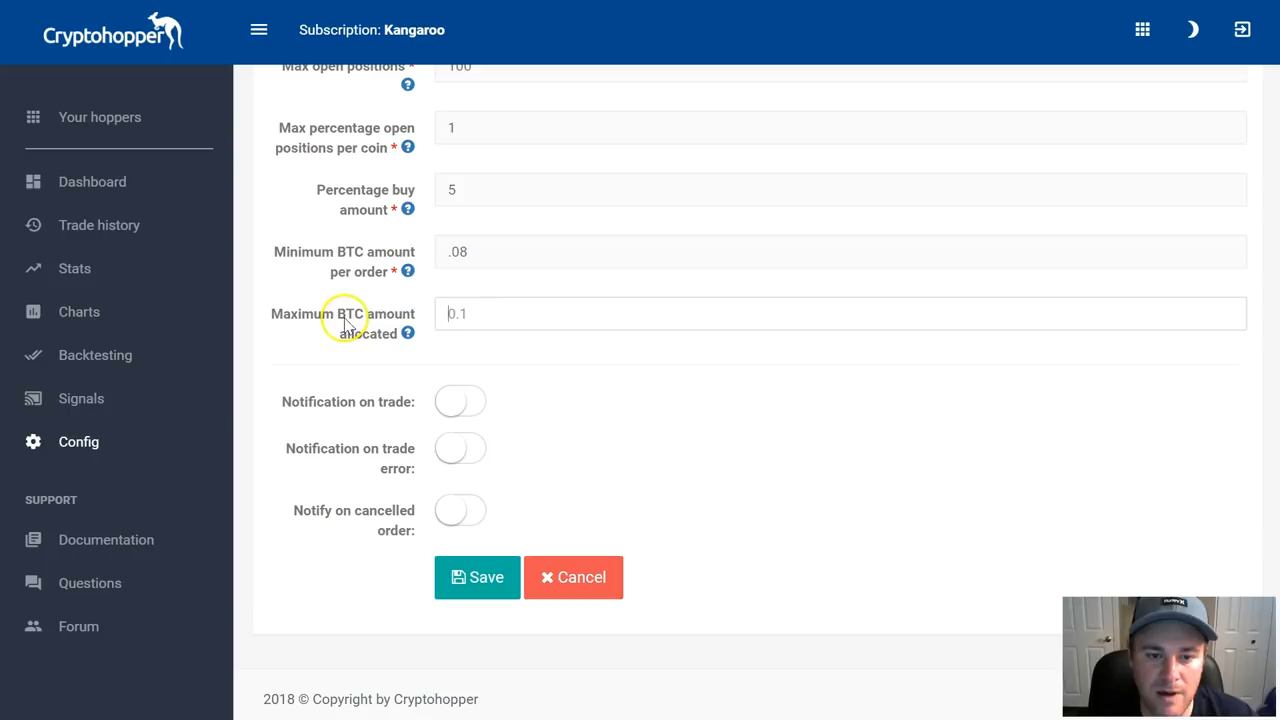 Cryptohopper
Subscription: Kangaroo
Max open positions *
100
Your hoppers
Max percentage open
positions per coin *
1
Dashboard
Percentage buy
amount *
5
Trade history
Minimum BTC amount
per order *
.08
Stats
Maximum BTC amount
allocated
0.1
Charts
Backtesting
Signals
Notification on trade:
Config
Notification on trade
error:
SUPPORT
Notify on cancelled
order:
Documentation
Save
Cancel
Questions
Forum
2018 © Copyright by Cryptohopper